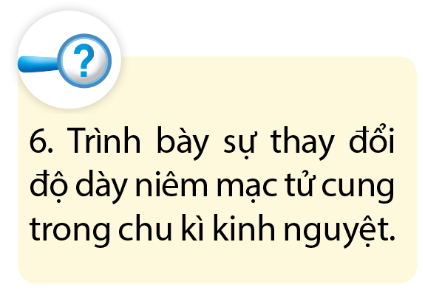 ?
6. Trình bày sự thay đổi
độ dày niêm mạc tử cung
trong chu kì kinh nguyệt.